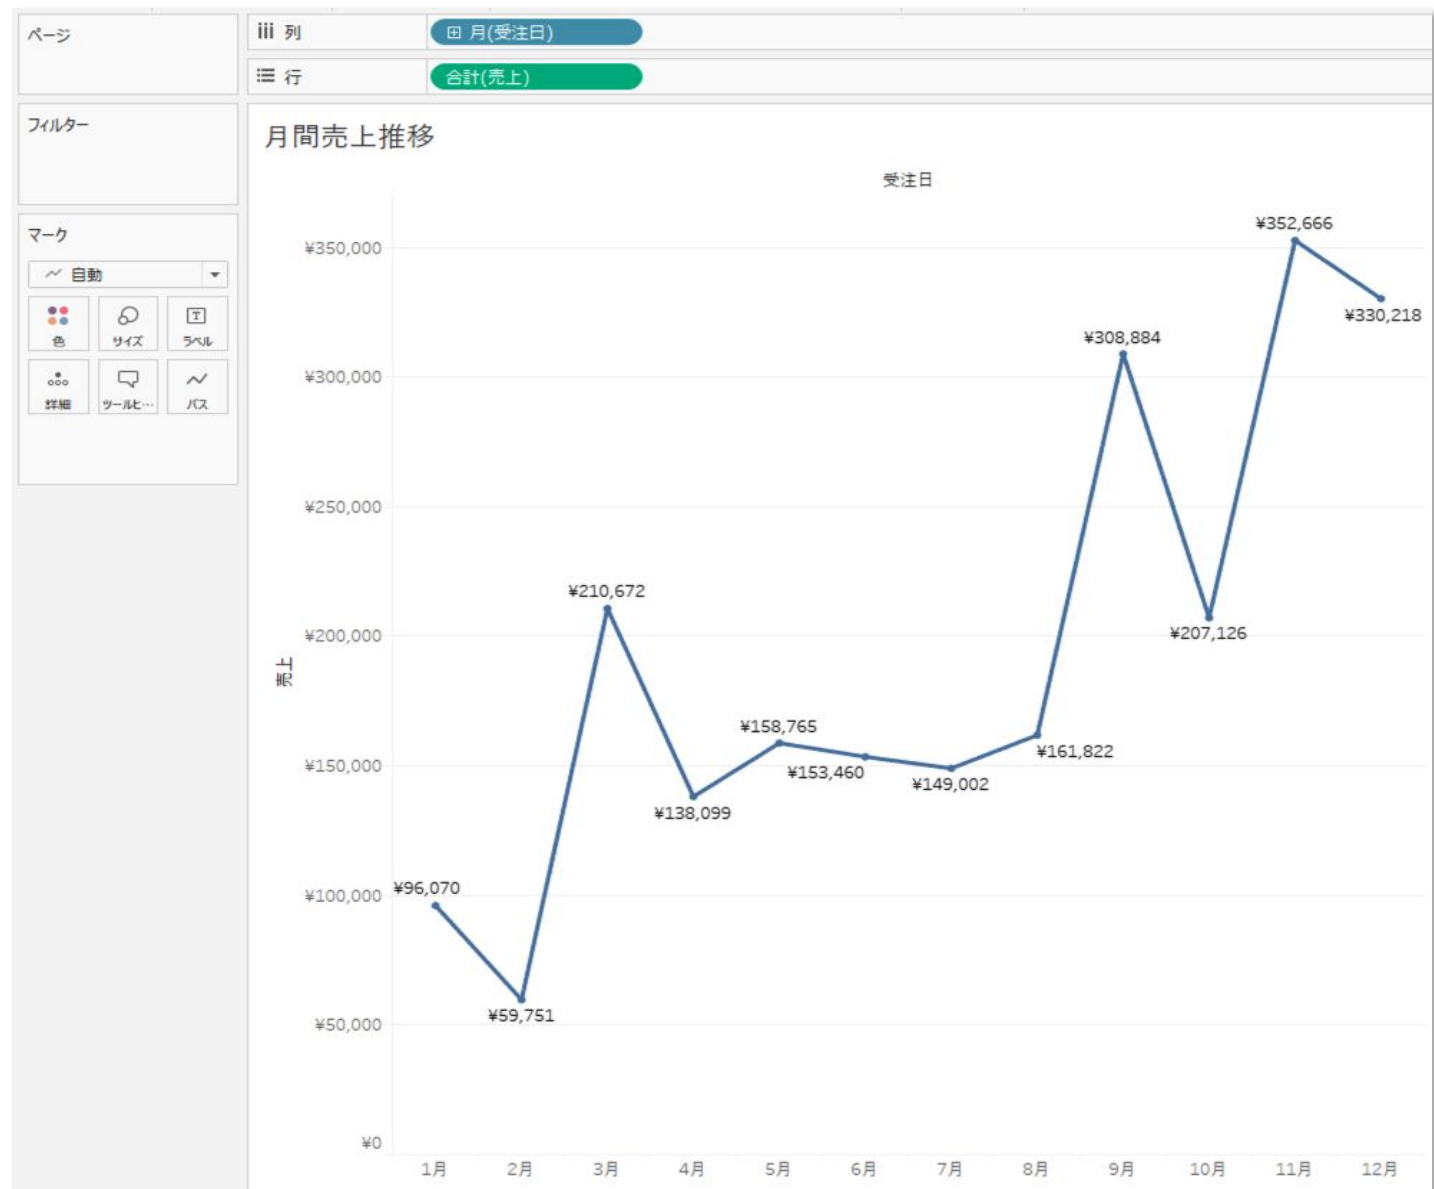 ページ
iii 列
月(受注日)
行
合計(売上)
フィルター
マーク
自動
色
サイズ
ラベル
詳細
ツールヒ…
パス
月間売上推移
受注日
売上
¥350,000
¥300,000
¥250,000
¥200,000
¥150,000
¥100,000
¥50,000
¥0
¥96,070
¥59,751
¥210,672
¥138,099
¥158,765
¥153,460
¥149,002
¥161,822
¥308,884
¥207,126
¥352,666
¥330,218
1月
2月
3月
4月
5月
6月
7月
8月
9月
10月
11月
12月